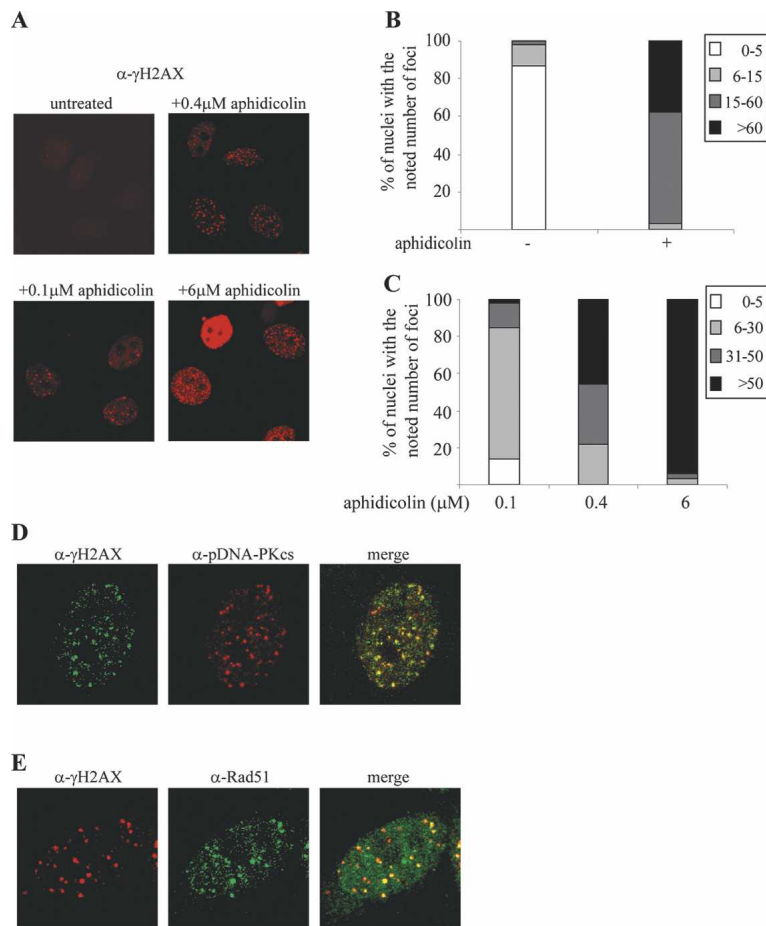 A
α-γH2AX
untreated
+0.4μM aphidicolin
+0.1μM aphidicolin
+6μM aphidicolin
B
% of nuclei with the
noted number of foci
100
80
60
40
20
aphidicolin
-
+
0-5
6-15
15-60
>60
C
% of nuclei with the
noted number of foci
100
80
60
40
20
aphidicolin (μM)
0.1
0.4
6
0-5
6-30
31-50
>50
D
α-γH2AX
α-pDNA-PKcs
merge
E
α-γH2AX
α-Rad51
merge